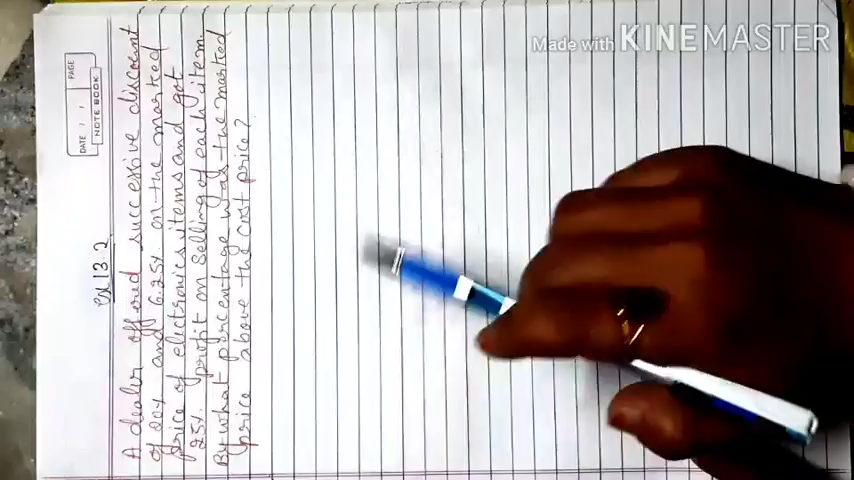 Made with KINEMASTER
PAGE
DATE / /
NOTE BOOK
Ex 13.2
A dealer offered successive discount
of 20% and 6.25% on the marked
price of electronics items and got
25% profit on selling of each item.
By what percentage was the marked
price above the cost price?